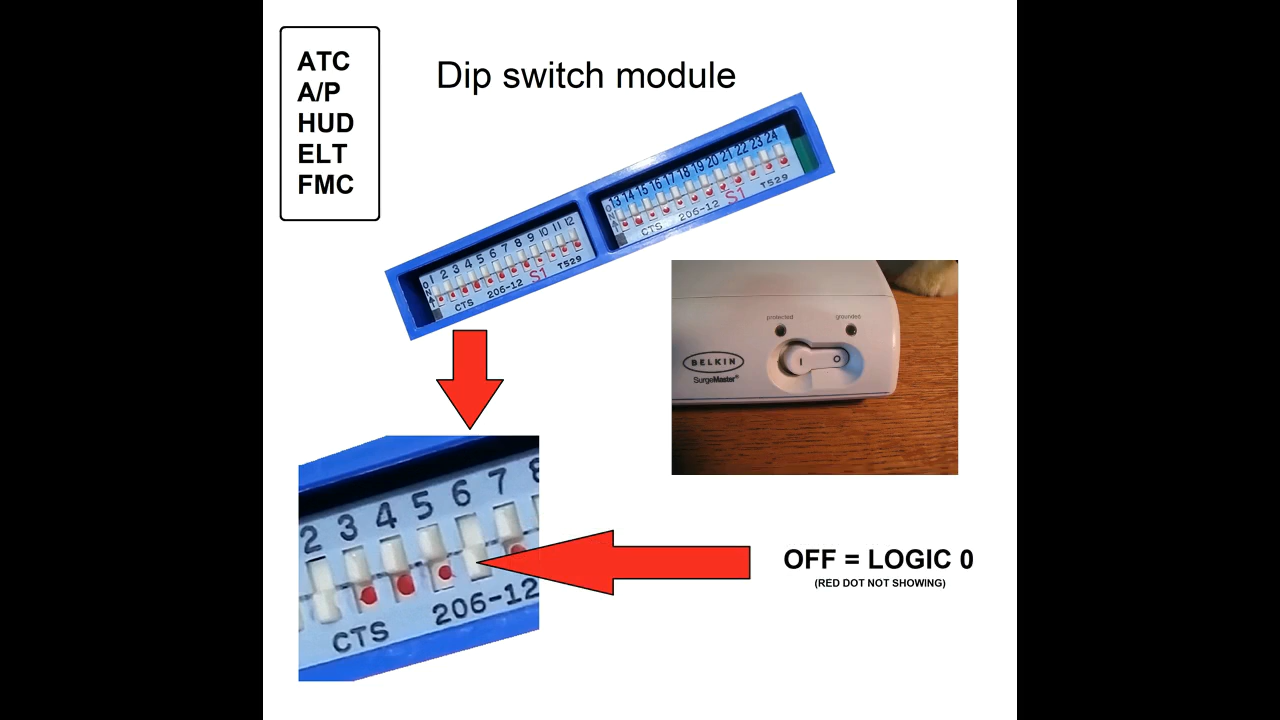 ATC
A/P
HUD
ELT
FMC
Dip switch module
13 14 15 16 17 18 19 20 21 22 23 24
CTS 206-12 S1 T529
1 2 3 4 5 6 7 8 9 10 11 12
CTS 206-12 S1 T529
protected grounded
BELKIN
SurgeMaster®
I O
2 3 4 5 6 7 8
CTS 206-12
OFF = LOGIC 0
(RED DOT NOT SHOWING)